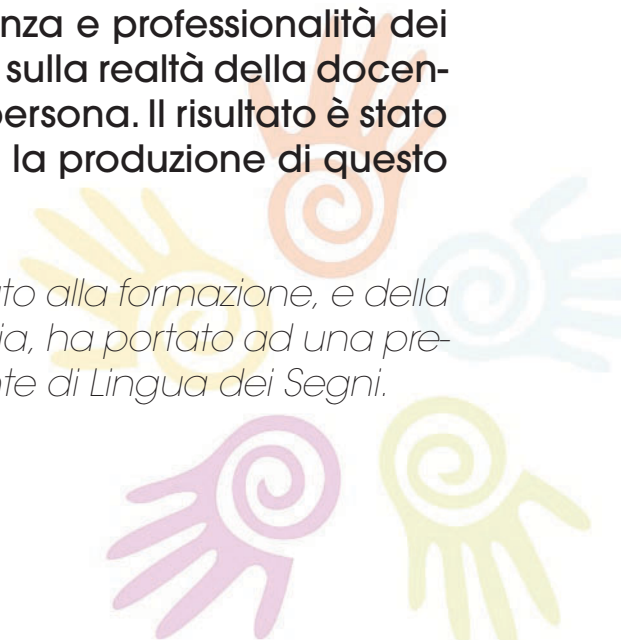 nza e professionalità dei
sulla realtà della docen-
persona. Il risultato è stato
la produzione di questo
to alla formazione, e della
ia, ha portato ad una pre-
te di Lingua dei Segni.